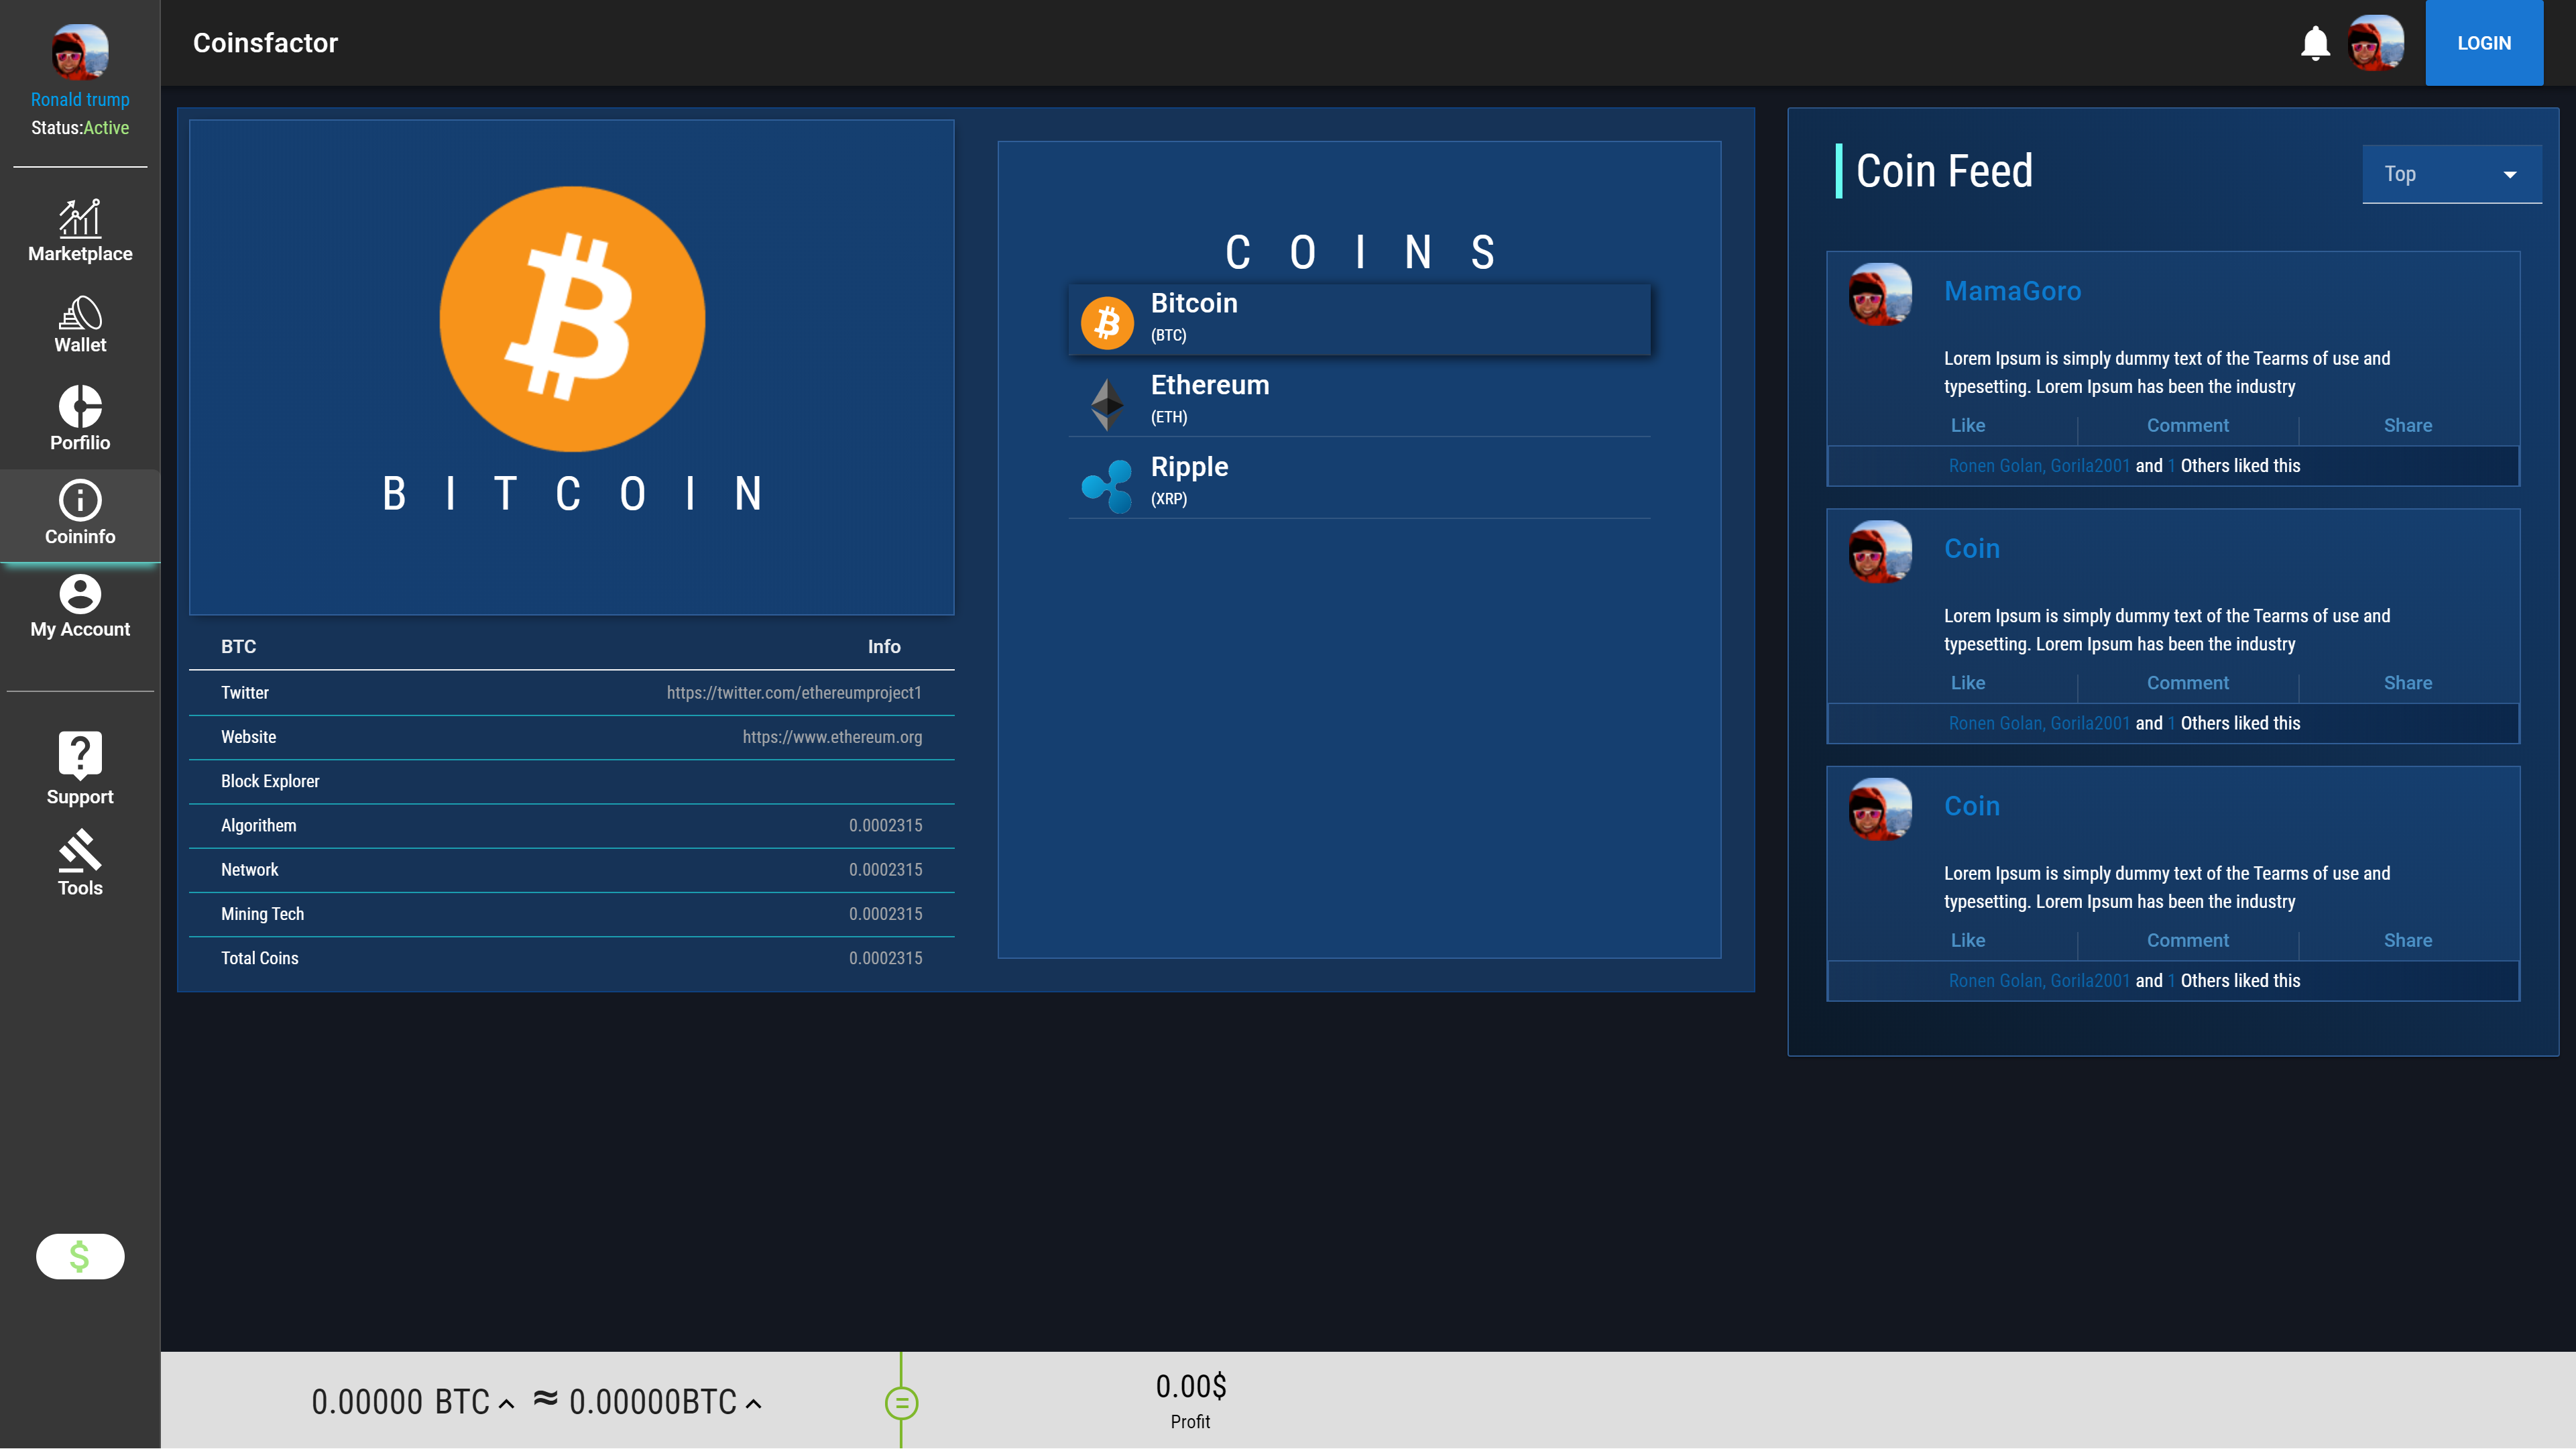 Ronald trump
Status:Active
Marketplace
Wallet
Porfilio
Coininfo
My Account
Support
Tools
$
Coinsfactor
LOGIN
BITCOIN
BTC Info
Twitter https://twitter.com/ethereumproject1
Website https://www.ethereum.org
Block Explorer
Algorithem 0.0002315
Network 0.0002315
Mining Tech 0.0002315
Total Coins 0.0002315
COINS
Bitcoin
(BTC)
Ethereum
(ETH)
Ripple
(XRP)
Coin Feed
Top
MamaGoro
Lorem Ipsum is simply dummy text of the Tearms of use and
typesetting. Lorem Ipsum has been the industry
Like Comment Share
Ronen Golan, Gorila2001 and 1 Others liked this
Coin
Lorem Ipsum is simply dummy text of the Tearms of use and
typesetting. Lorem Ipsum has been the industry
Like Comment Share
Ronen Golan, Gorila2001 and 1 Others liked this
Coin
Lorem Ipsum is simply dummy text of the Tearms of use and
typesetting. Lorem Ipsum has been the industry
Like Comment Share
Ronen Golan, Gorila2001 and 1 Others liked this
0.00000 BTC ≈ 0.00000BTC
=
0.00$
Profit